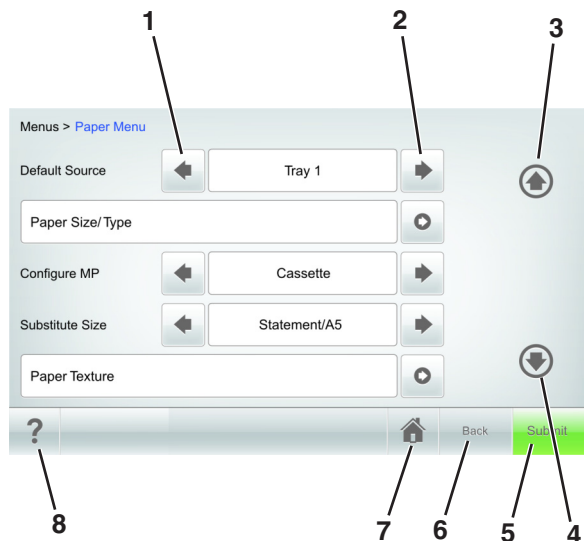 1 2 3
Menus > Paper Menu
Default Source Tray 1
Paper Size/Type
Configure MP Cassette
Substitute Size Statement/A5
Paper Texture
? Back Submit
8 7 6 5 4